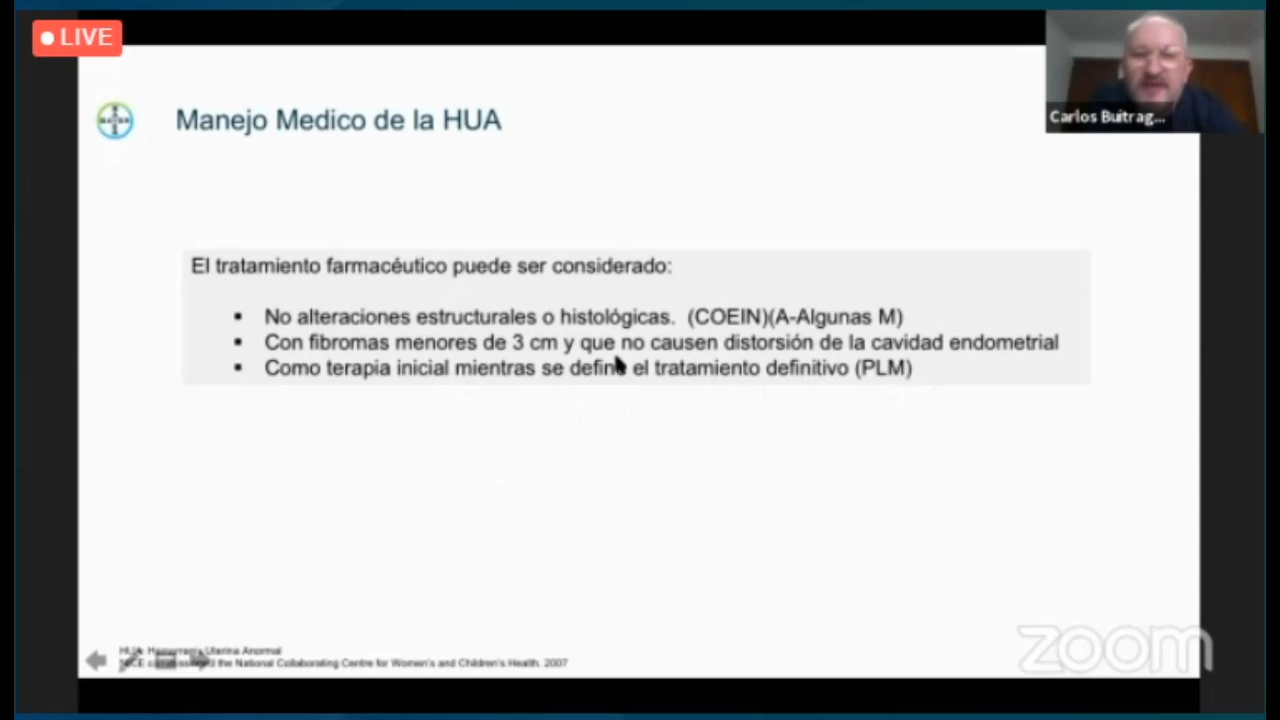 LIVE
BAYER
Manejo Medico de la HUA
Carlos Buitrag...
El tratamiento farmacéutico puede ser considerado:
▪ No alteraciones estructurales o histológicas. (COEIN)(A-Algunas M)
▪ Con fibromas menores de 3 cm y que no causen distorsión de la cavidad endometrial
▪ Como terapia inicial mientras se define el tratamiento definitivo (PLM)
HUA: Hemorragia Uterina Anormal
NICE the National Collaborating Centre for Women's and Children's Health. 2007
zoom